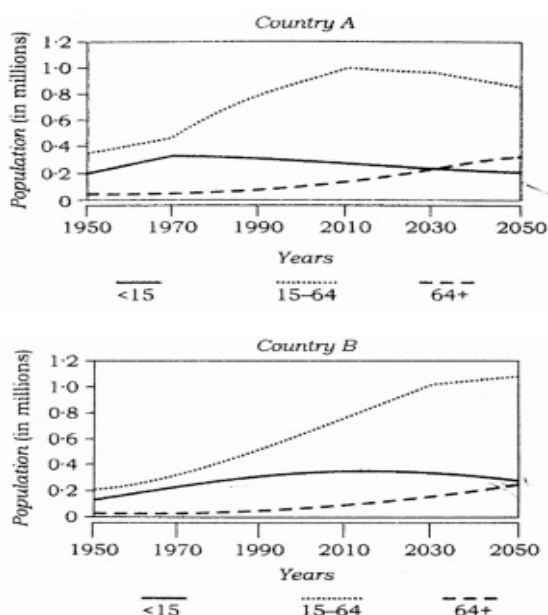 Country A
Population (in millions)
1·2
1·0
0·8
0·6
0·4
0·2
0
1950 1970 1990 2010 2030 2050
Years
<15 15–64 64+
Country B
Population (in millions)
1·2
1·0
0·8
0·6
0·4
0·2
0
1950 1970 1990 2010 2030 2050
Years
<15 15–64 64+